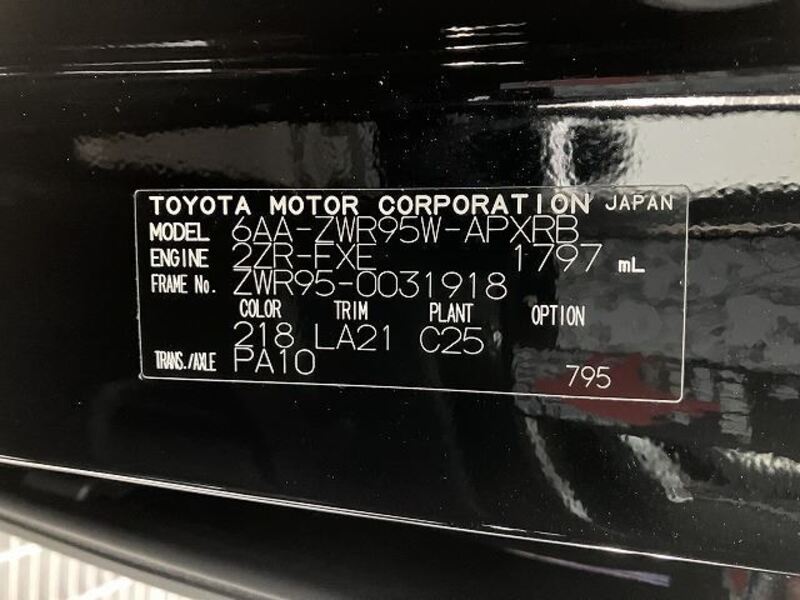 TOYOTA MOTOR CORPORATION JAPAN
MODEL 6AA-ZWR95W-APXRB
ENGINE 2ZR-FXE 1797 mL
FRAME No. ZWR95-0031918
COLOR TRIM PLANT OPTION
218 LA21 C25
TRANS./AXLE PA10
795